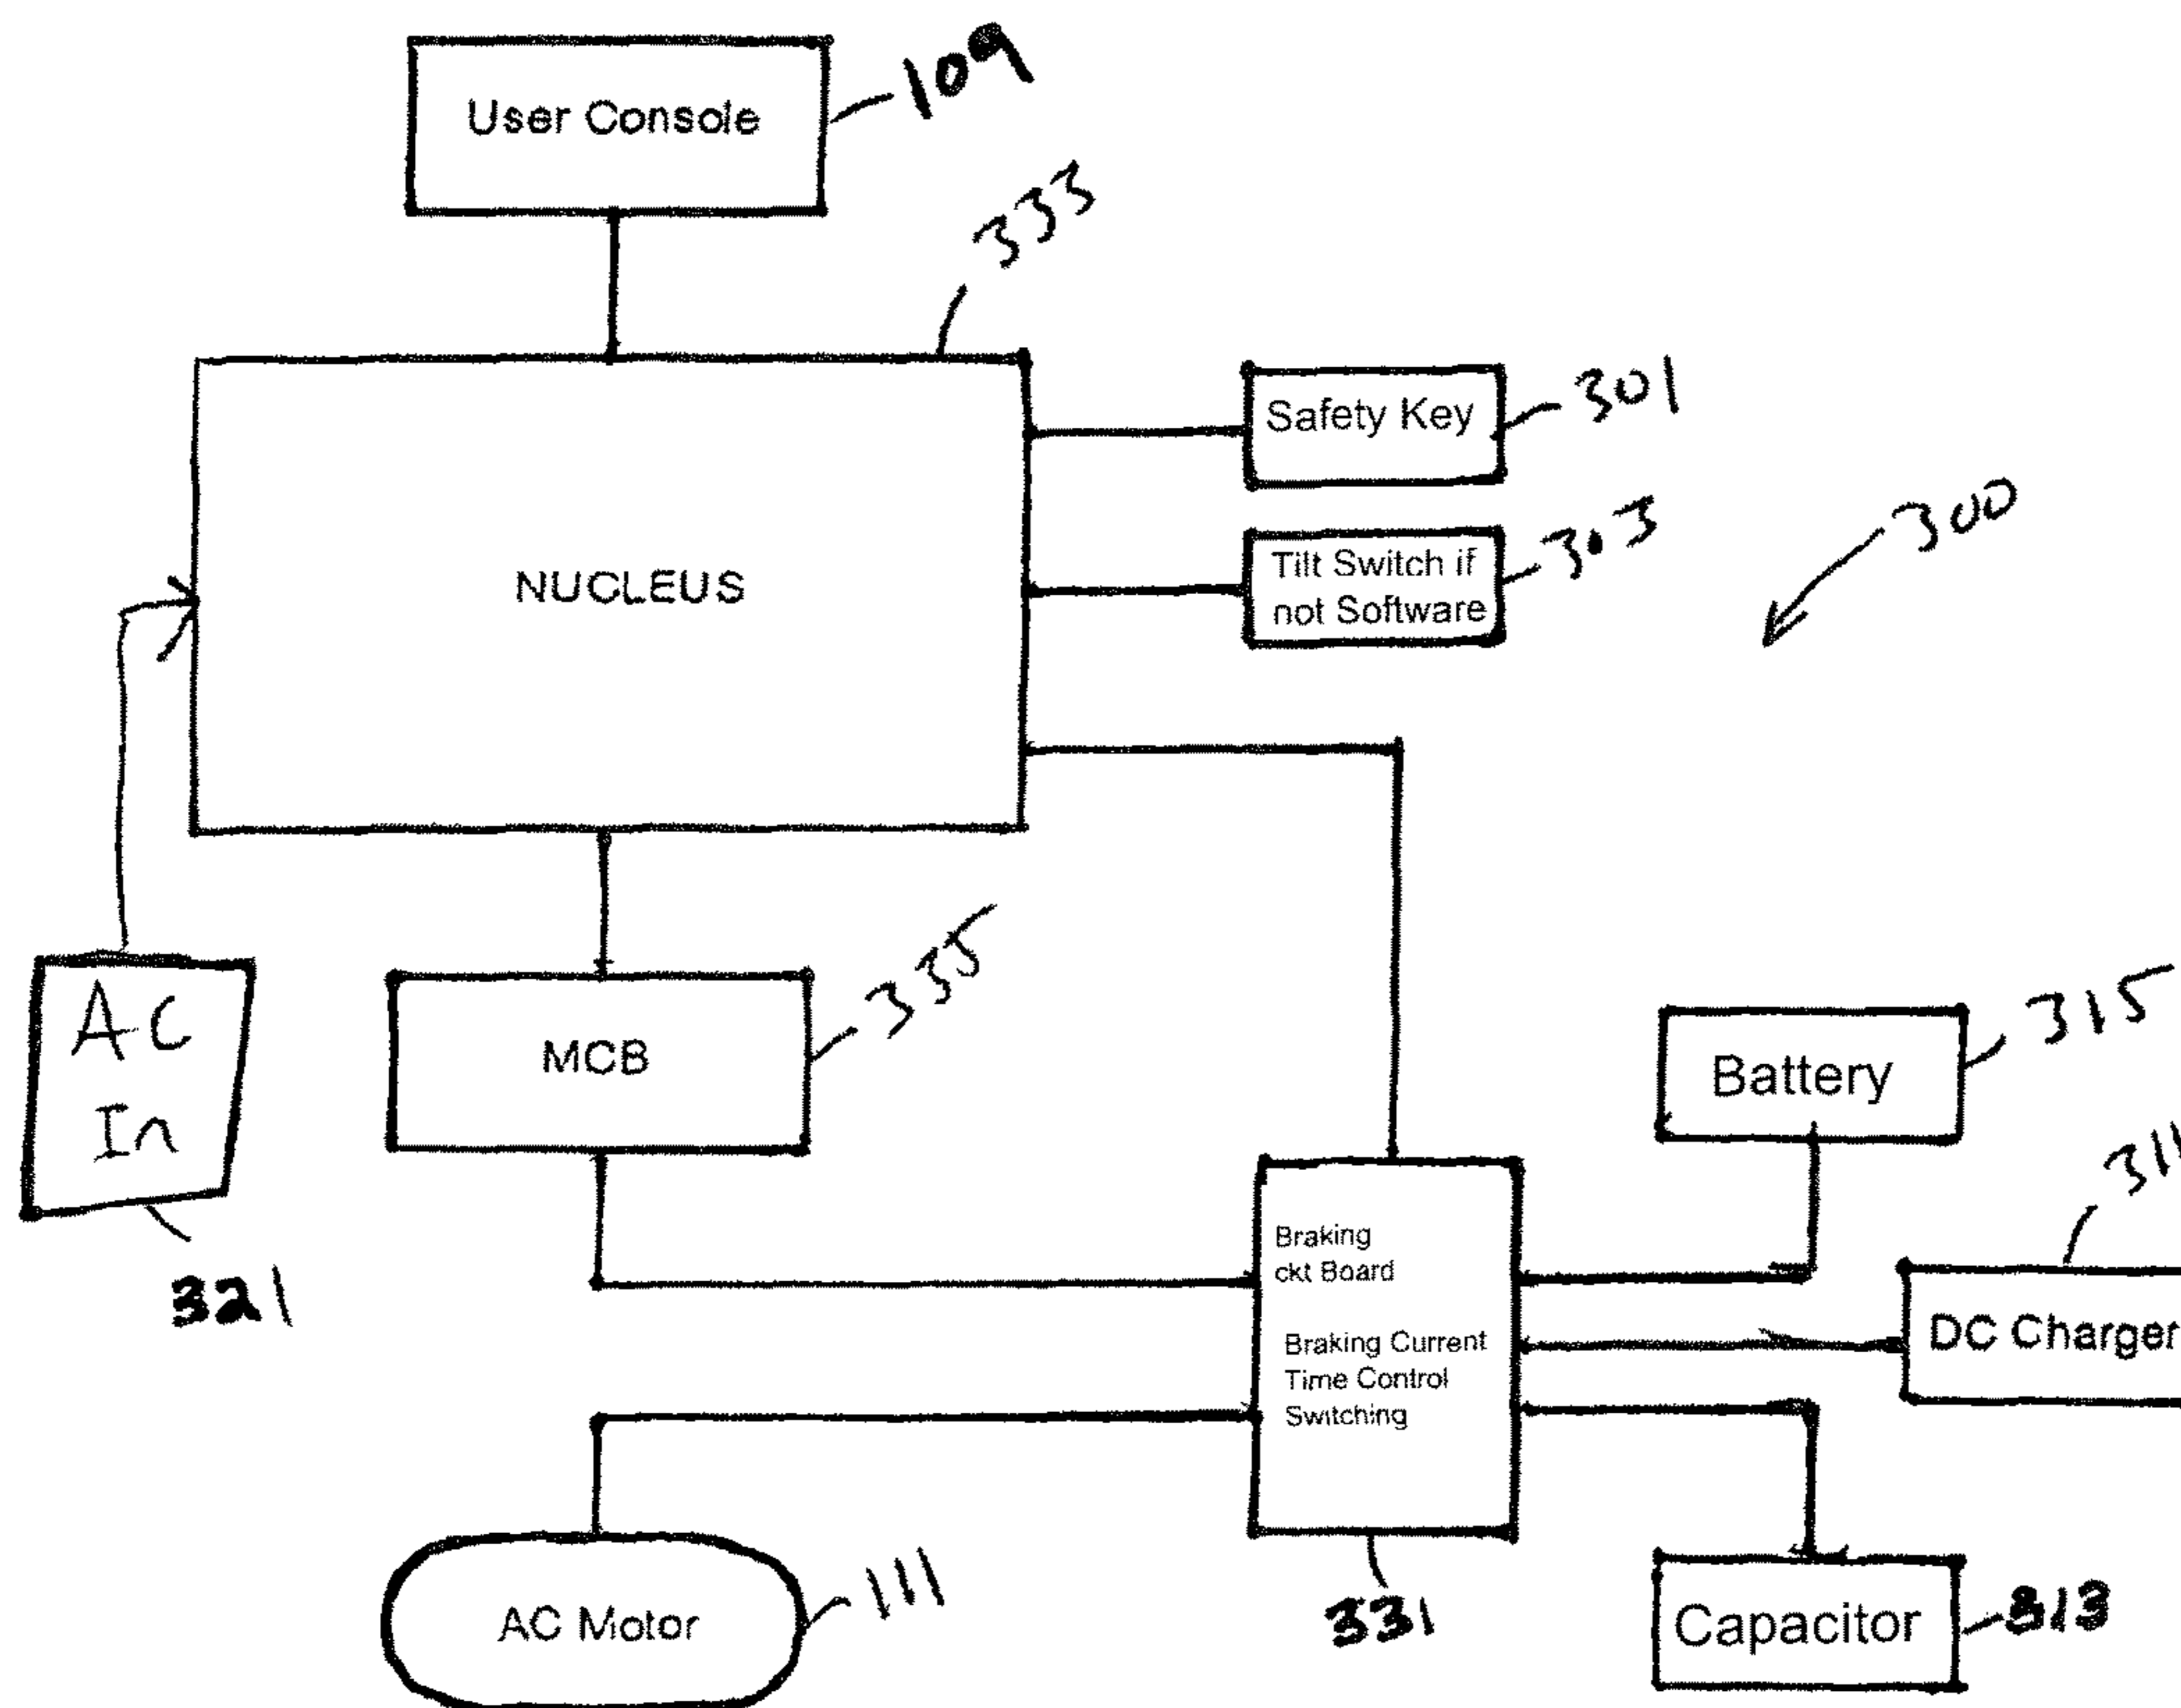 User Console
109
333
Safety Key
301
Tilt Switch if
not Software
303
300
NUCLEUS
AC
In
321
MCB
335
Battery
315
DC Charger
311
Braking
ckt Board
Braking Current
Time Control
Switching
331
AC Motor
111
Capacitor
313